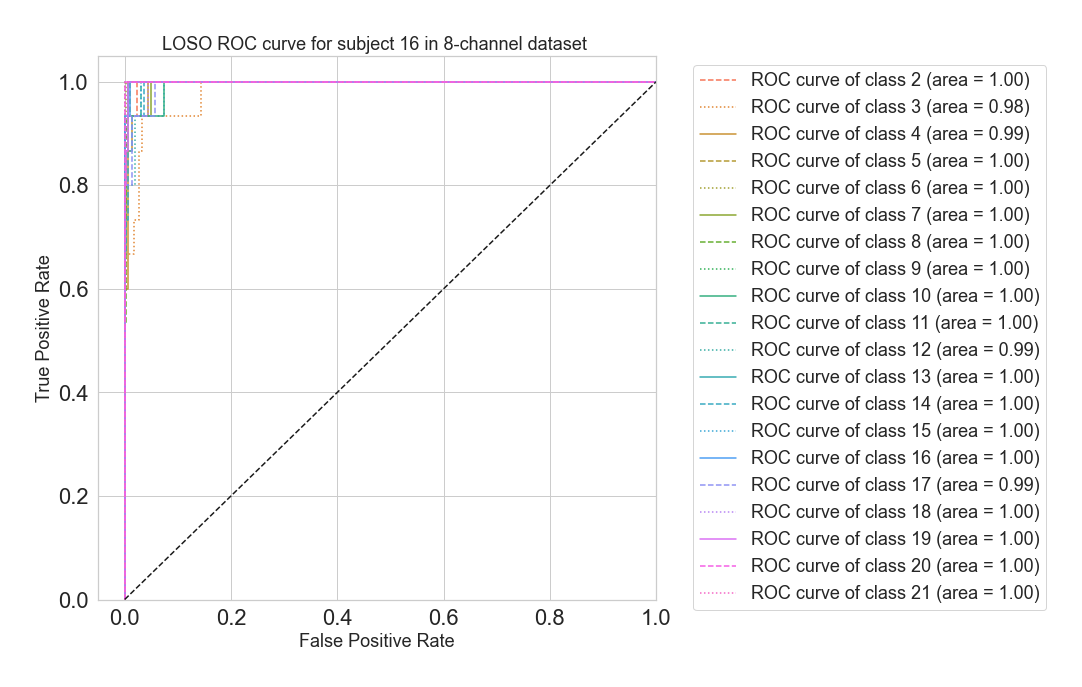 LOSO ROC curve for subject 16 in 8-channel dataset
1.0
0.8
0.6
0.4
0.2
0.0
True Positive Rate
0.0 0.2 0.4 0.6 0.8 1.0
False Positive Rate
ROC curve of class 2 (area = 1.00)
ROC curve of class 3 (area = 0.98)
ROC curve of class 4 (area = 0.99)
ROC curve of class 5 (area = 1.00)
ROC curve of class 6 (area = 1.00)
ROC curve of class 7 (area = 1.00)
ROC curve of class 8 (area = 1.00)
ROC curve of class 9 (area = 1.00)
ROC curve of class 10 (area = 1.00)
ROC curve of class 11 (area = 1.00)
ROC curve of class 12 (area = 0.99)
ROC curve of class 13 (area = 1.00)
ROC curve of class 14 (area = 1.00)
ROC curve of class 15 (area = 1.00)
ROC curve of class 16 (area = 1.00)
ROC curve of class 17 (area = 0.99)
ROC curve of class 18 (area = 1.00)
ROC curve of class 19 (area = 1.00)
ROC curve of class 20 (area = 1.00)
ROC curve of class 21 (area = 1.00)